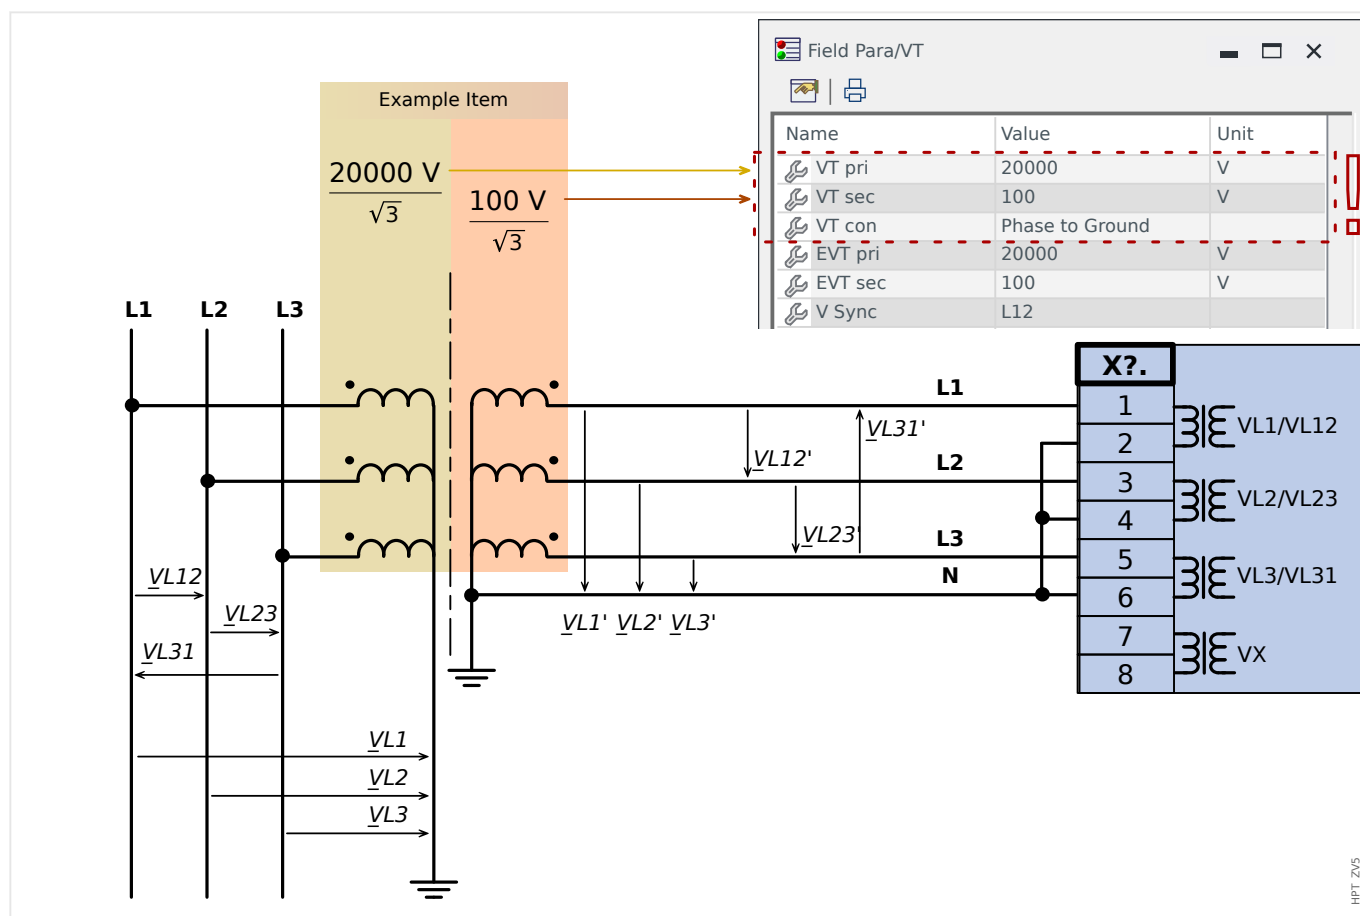 Field Para/VT
Example Item
Name Value Unit
VT pri 20000 V
VT sec 100 V
VT con Phase to Ground
EVT pri 20000 V
EVT sec 100 V
V Sync L12
20000 V
√3
100 V
√3
L1 L2 L3
X?.
L1
1
VL31'
VL1/VL12
2
VL12'
L2
3
VL2/VL23
4
VL23'
L3
5
N
VL3/VL31
6
VL12
VL23
VL1' VL2' VL3'
7
VL31
VX
8
VL1
VL2
VL3
HPT_ZV5